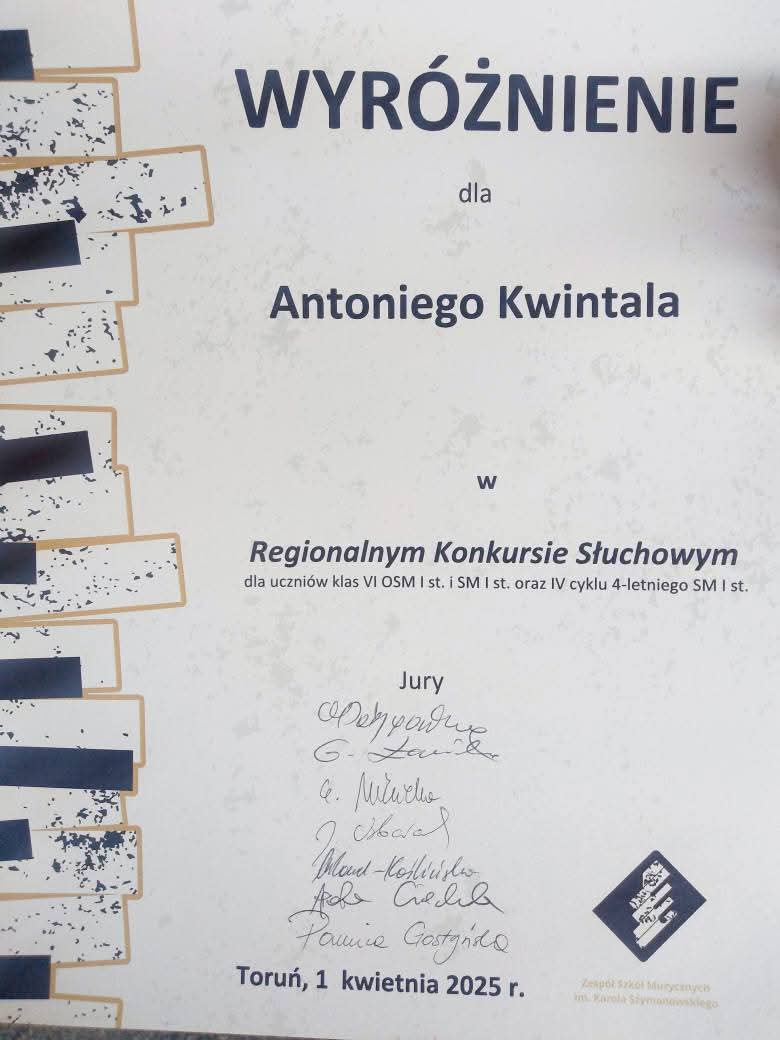 WYRÓŻNIENIE
dla
Antoniego Kwintala
w
Regionalnym Konkursie Słuchowym
dla uczniów klas VI OSM I st. i SM I st. oraz IV cyklu 4-letniego SM I st.
Jury
G.
Gostyńska
Toruń, 1 kwietnia 2025 r.
Zespół Szkół Muzycznych
im. Karola Szymanowskiego